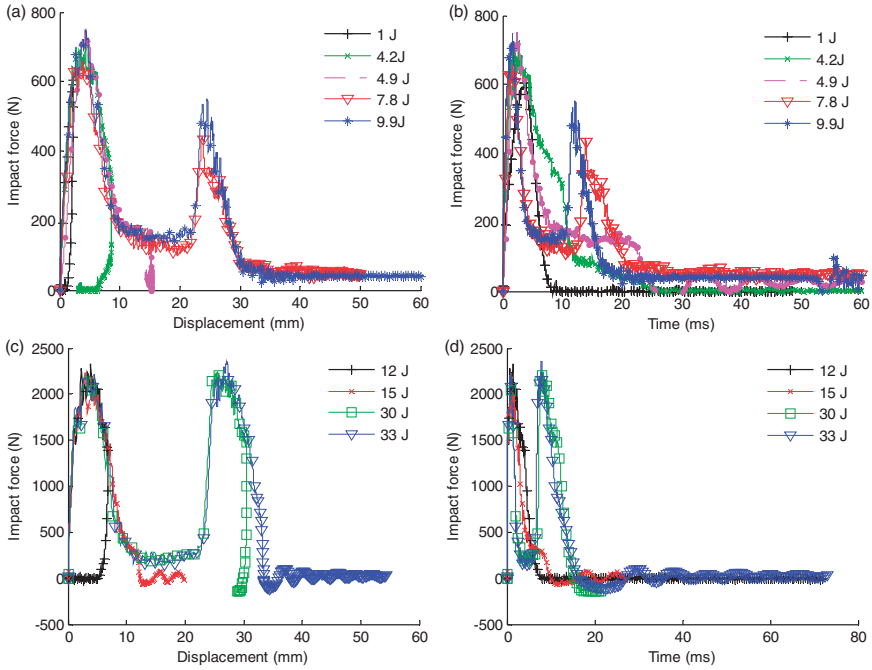 (a)
800
600
400
200
0
Impact force (N)
0 10 20 30 40 50 60
Displacement (mm)
1 J
4.2 J
4.9 J
7.8 J
9.9J
(b)
800
600
400
200
0
Impact force (N)
0 10 20 30 40 50 60
Time (ms)
1 J
4.2J
4.9 J
7.8 J
9.9J
(c)
2500
2000
1500
1000
500
0
-500
Impact force (N)
0 10 20 30 40 50 60
Displacement (mm)
12 J
15 J
30 J
33 J
(d)
2500
2000
1500
1000
500
0
-500
Impact force (N)
0 20 40 60 80
Time (ms)
12 J
15 J
30 J
33 J